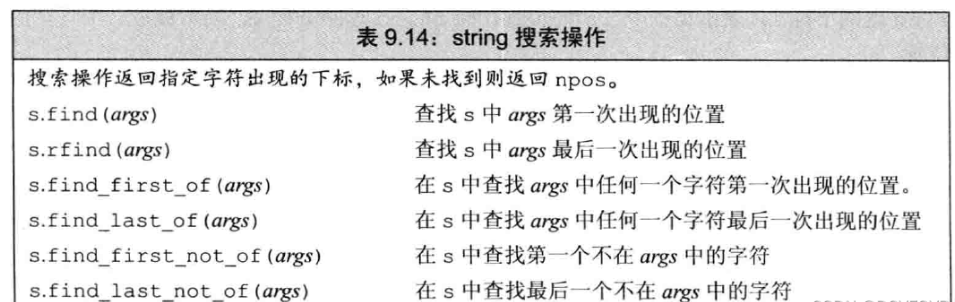 表 9.14：string 搜索操作
搜索操作返回指定字符出现的下标，如果未找到则返回 npos。
s.find(args) 查找 s 中 args 第一次出现的位置
s.rfind(args) 查找 s 中 args 最后一次出现的位置
s.find_first_of(args) 在 s 中查找 args 中任何一个字符第一次出现的位置。
s.find_last_of(args) 在 s 中查找 args 中任何一个字符最后一次出现的位置
s.find_first_not_of(args) 在 s 中查找第一个不在 args 中的字符
s.find_last_not_of(args) 在 s 中查找最后一个不在 args 中的字符